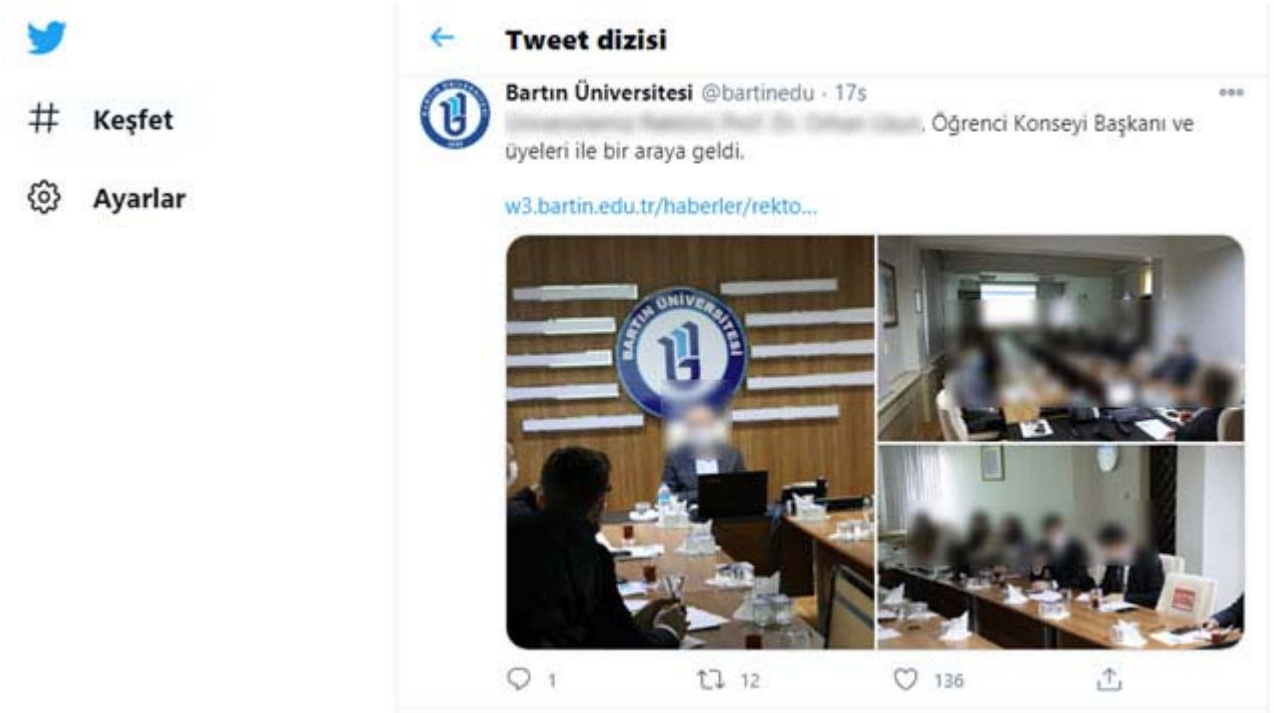 Tweet dizisi
Keşfet
Ayarlar
Bartın Üniversitesi @bartinedu · 17s
, Öğrenci Konseyi Başkanı ve
üyeleri ile bir araya geldi.
w3.bartin.edu.tr/haberler/rekto...
BARTIN ÜNİVERSİTESİ
1
12
136